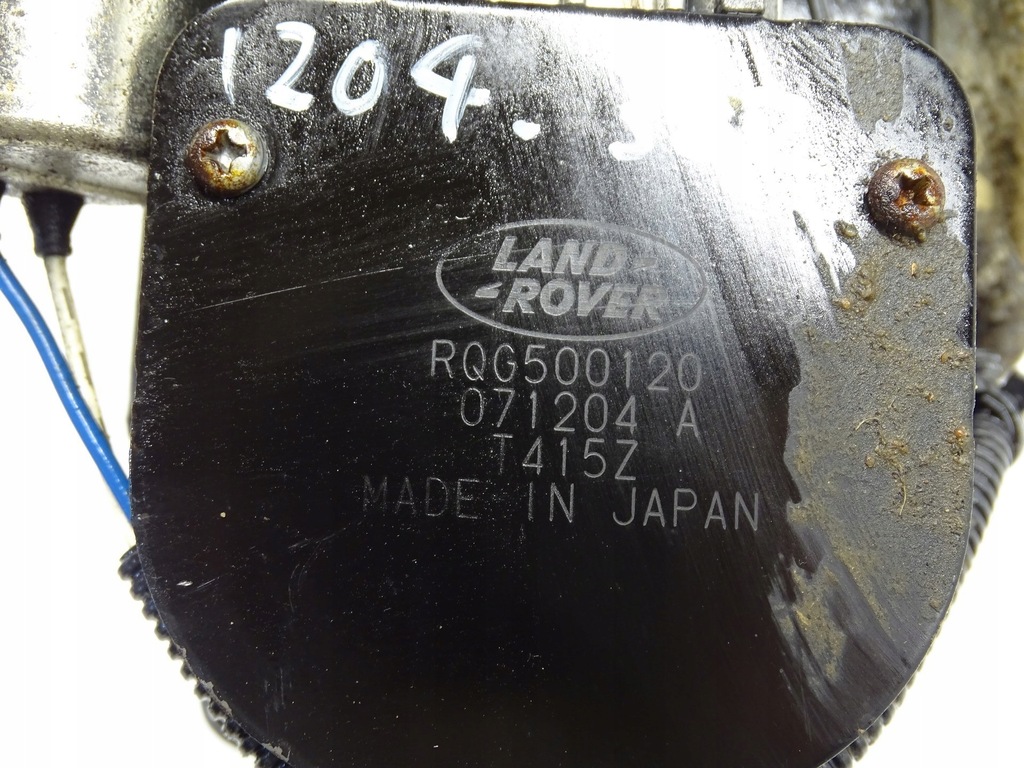 1204.
LAND
ROVER
RQG500120
071204 A
T415Z
MADE IN JAPAN